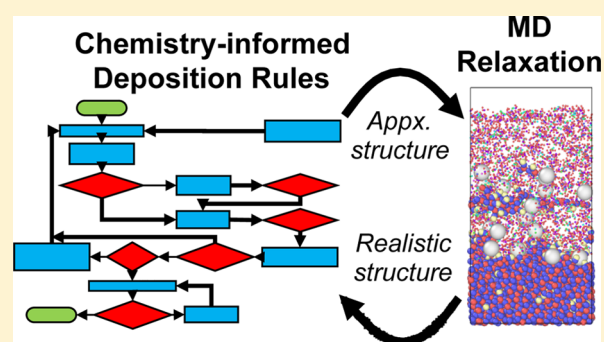 Chemistry-informed
Deposition Rules
MD
Relaxation
Appx.
structure
Realistic
structure